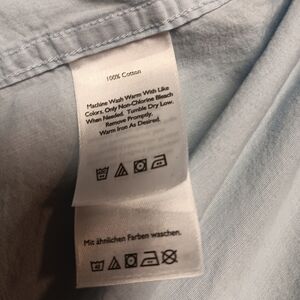 100% Cotton
Machine Wash Warm With Like
Colors. Only Non-Chlorine Bleach
When Needed. Tumble Dry Low.
Remove Promptly.
Warm Iron As Desired.
Mit ähnlichen Farben waschen.